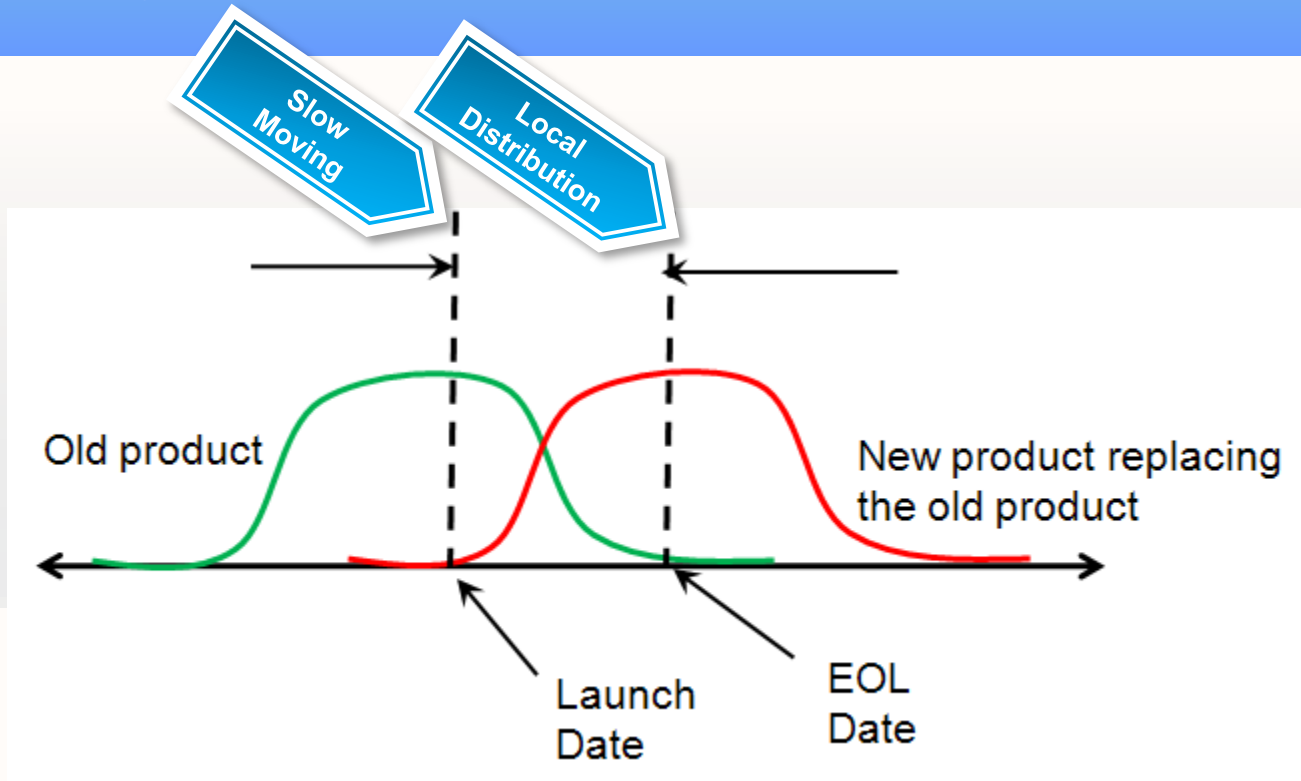 Slow
Moving
Local
Distribution
Old product
New product replacing
the old product
Launch
Date
EOL
Date